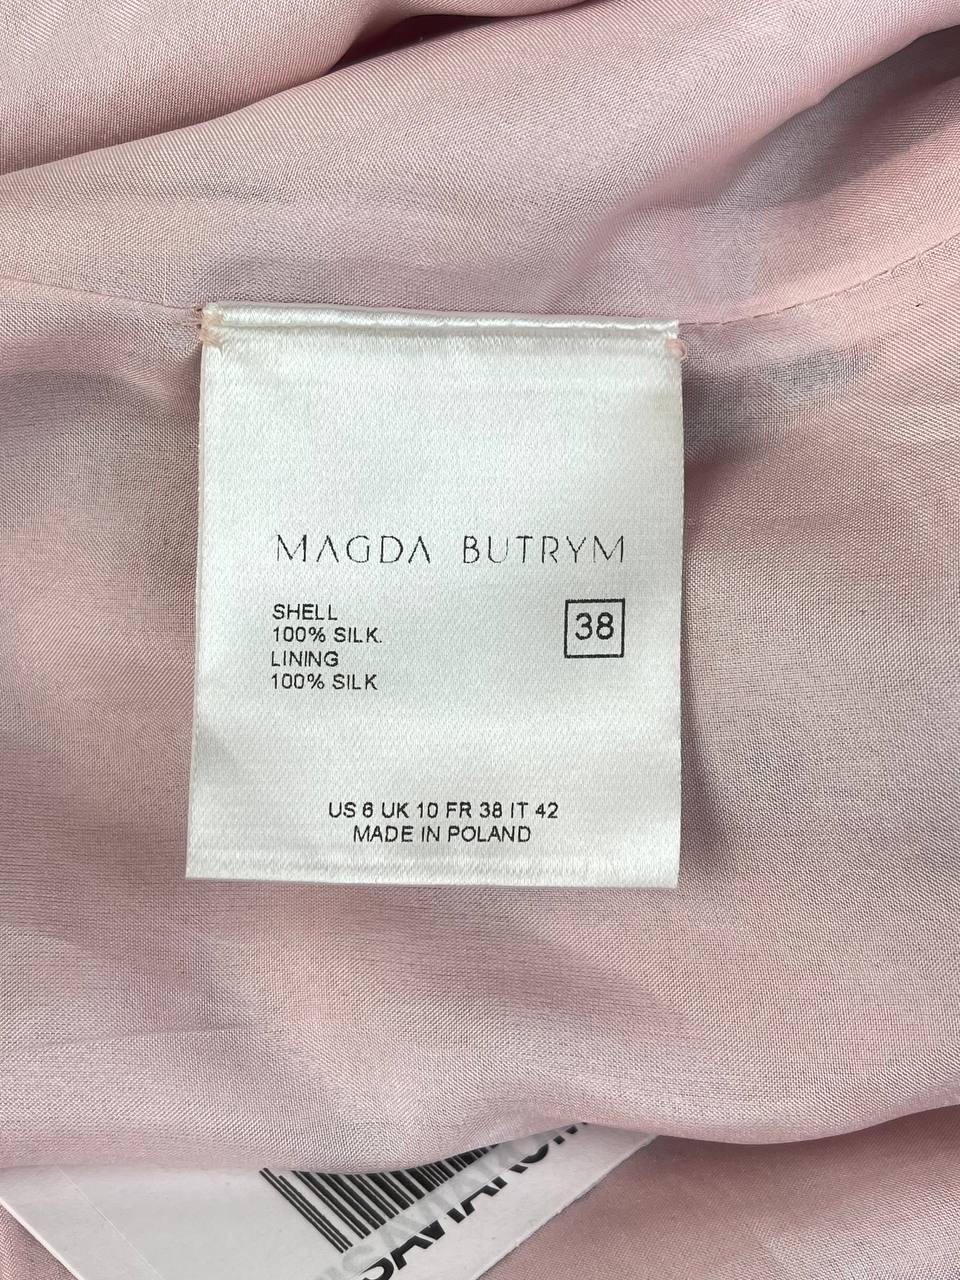 MAGDA BUTRYM
SHELL
100% SILK.
LINING
100% SILK
38
US 6 UK 10 FR 38 IT 42
MADE IN POLAND